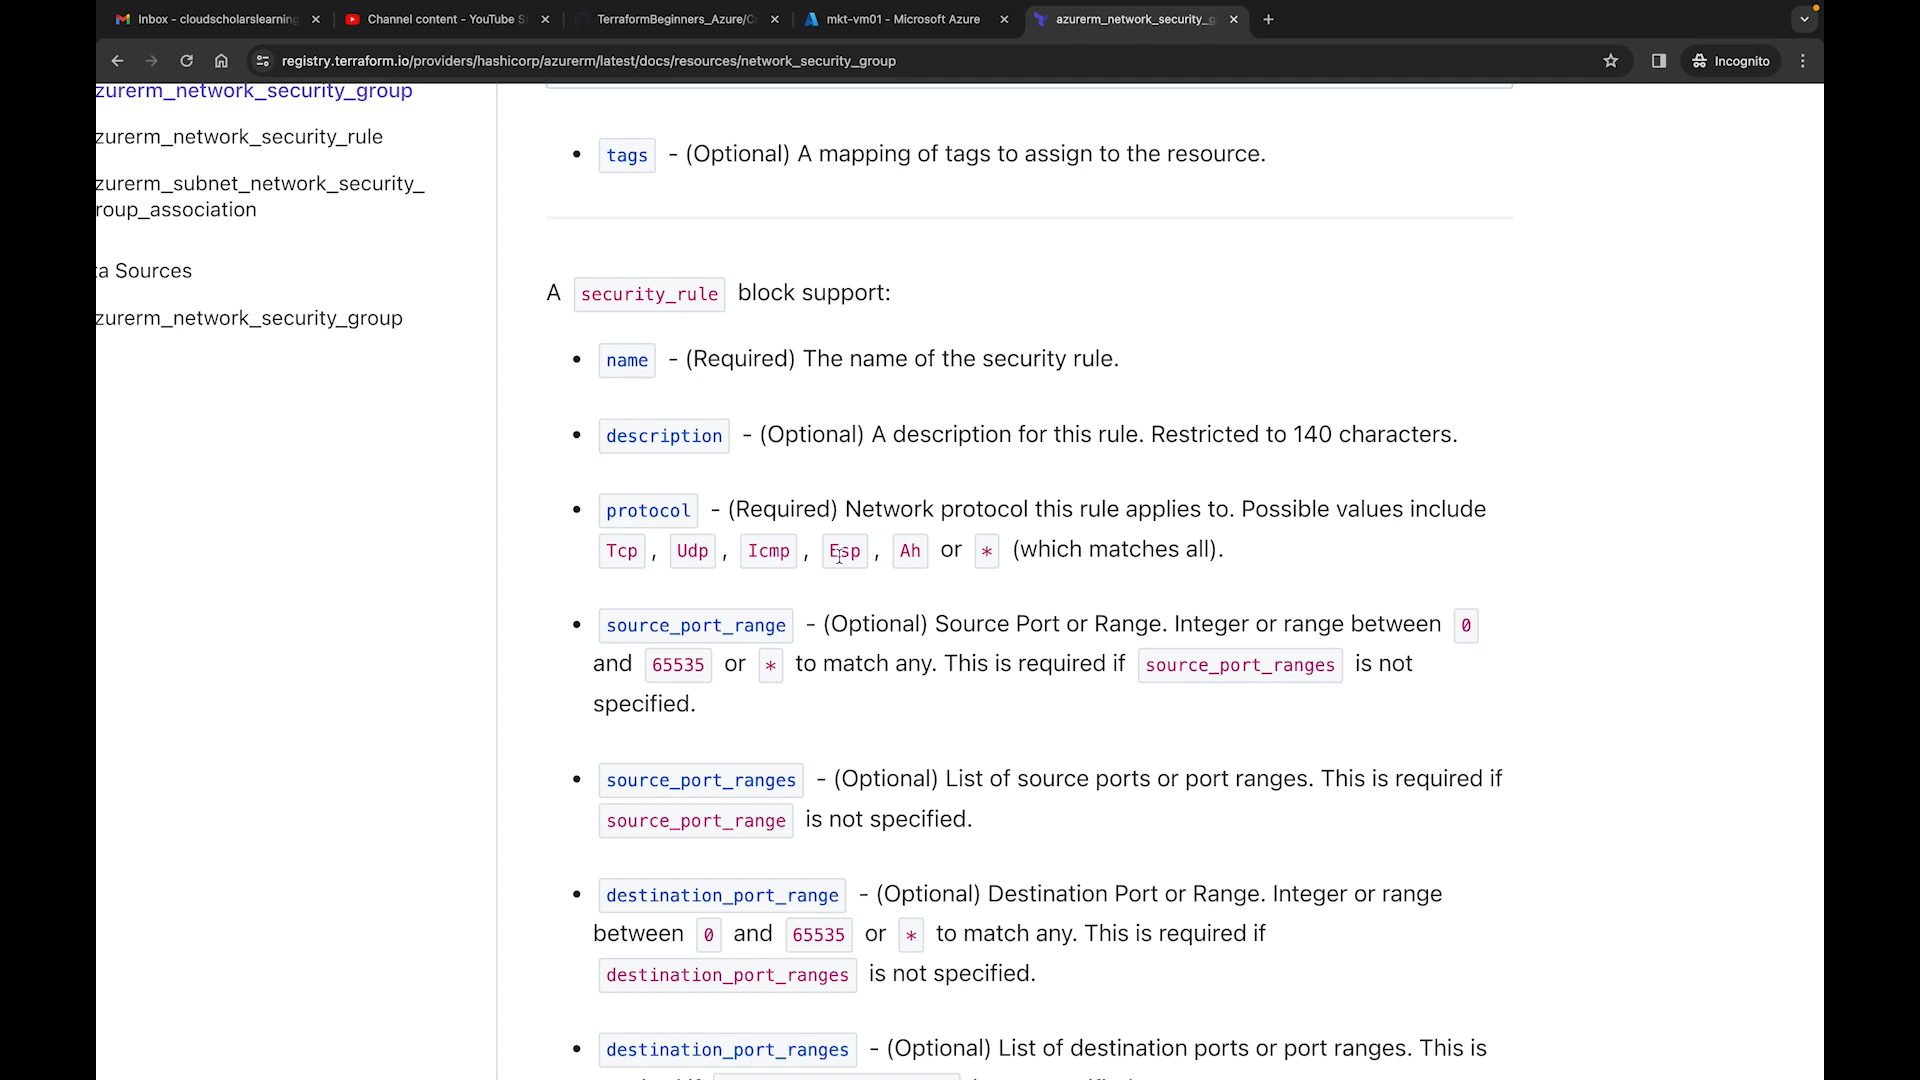 Inbox - cloudscholarslearning
Channel content - YouTube S
TerraformBeginners_Azure/C
mkt-vm01 - Microsoft Azure
azurerm_network_security_g
registry.terraform.io/providers/hashicorp/azurerm/latest/docs/resources/network_security_group
Incognito
zurerm_network_security_group
zurerm_network_security_rule
zurerm_subnet_network_security_
roup_association
ta Sources
zurerm_network_security_group
• tags - (Optional) A mapping of tags to assign to the resource.
A security_rule block support:
• name - (Required) The name of the security rule.
• description - (Optional) A description for this rule. Restricted to 140 characters.
• protocol - (Required) Network protocol this rule applies to. Possible values include
Tcp , Udp , Icmp , Esp , Ah or * (which matches all).
• source_port_range - (Optional) Source Port or Range. Integer or range between 0
and 65535 or * to match any. This is required if source_port_ranges is not
specified.
• source_port_ranges - (Optional) List of source ports or port ranges. This is required if
source_port_range is not specified.
• destination_port_range - (Optional) Destination Port or Range. Integer or range
between 0 and 65535 or * to match any. This is required if
destination_port_ranges is not specified.
• destination_port_ranges - (Optional) List of destination ports or port ranges. This is